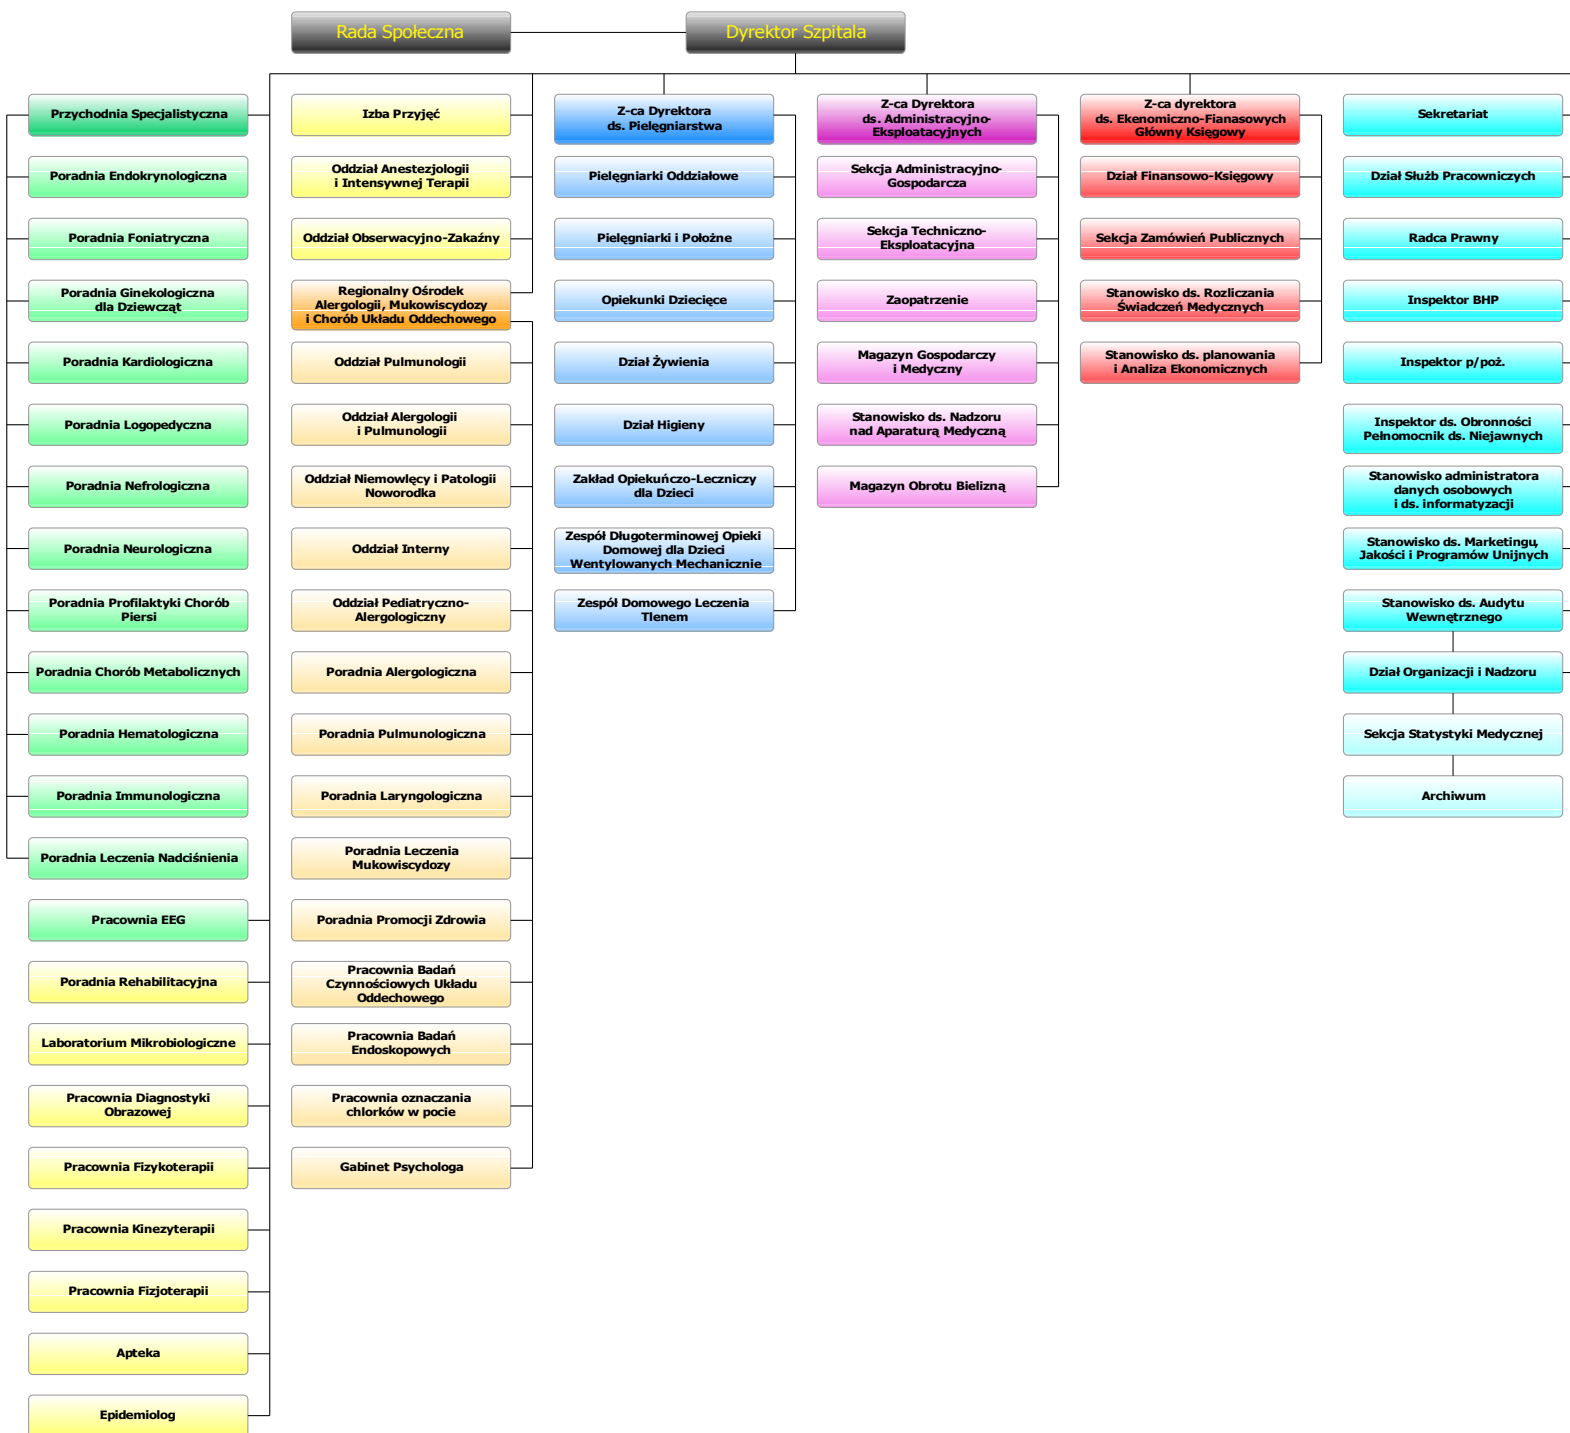 Rada Społeczna
Dyrektor Szpitala
Przychodnia Specjalistyczna
Poradnia Endokrynologiczna
Poradnia Foniatryczna
Poradnia Ginekologiczna
dla Dziewcząt
Poradnia Kardiologiczna
Poradnia Logopedyczna
Poradnia Nefrologiczna
Poradnia Neurologiczna
Poradnia Profilaktyki Chorób
Piersi
Poradnia Chorób Metabolicznych
Poradnia Hematologiczna
Poradnia Immunologiczna
Poradnia Leczenia Nadciśnienia
Pracownia EEG
Poradnia Rehabilitacyjna
Laboratorium Mikrobiologiczne
Pracownia Diagnostyki
Obrazowej
Pracownia Fizykoterapii
Pracownia Kinezyterapii
Pracownia Fizjoterapii
Apteka
Epidemiolog
Izba Przyjęć
Oddział Anestezjologii
i Intensywnej Terapii
Oddział Obserwacyjno-Zakaźny
Regionalny Ośrodek
Alergologii, Mukowiscydozy
i Chorób Układu Oddechowego
Oddział Pulmunologii
Oddział Alergologii
i Pulmunologii
Oddział Niemowlęcy i Patologii
Noworodka
Oddział Interny
Oddział Pediatryczno-
Alergologiczny
Poradnia Alergologiczna
Poradnia Pulmunologiczna
Poradnia Laryngologiczna
Poradnia Leczenia
Mukowiscydozy
Poradnia Promocji Zdrowia
Pracownia Badań
Czynnościowych Układu
Oddechowego
Pracownia Badań
Endoskopowych
Pracownia oznaczania
chlorków w pocie
Gabinet Psychologa
Z-ca Dyrektora
ds. Pielęgniarstwa
Pielęgniarki Oddziałowe
Pielęgniarki i Położne
Opiekunki Dziecięce
Dział Żywienia
Dział Higieny
Zakład Opiekuńczo-Leczniczy
dla Dzieci
Zespół Długoterminowej Opieki
Domowej dla Dzieci
Wentylowanych Mechanicznie
Zespół Domowego Leczenia
Tlenem
Z-ca Dyrektora
ds. Administracyjno-
Eksploatacyjnych
Sekcja Administracyjno-
Gospodarcza
Sekcja Techniczno-
Eksploatacyjna
Zaopatrzenie
Magazyn Gospodarczy
i Medyczny
Stanowisko ds. Nadzoru
nad Aparaturą Medyczną
Magazyn Obrotu Bielizną
Z-ca dyrektora
ds. Ekenomiczno-Fianasowych
Główny Księgowy
Dział Finansowo-Księgowy
Sekcja Zamówień Publicznych
Stanowisko ds. Rozliczania
Świadczeń Medycznych
Stanowisko ds. planowania
i Analiza Ekonomicznych
Sekretariat
Dział Służb Pracowniczych
Radca Prawny
Inspektor BHP
Inspektor p/poż.
Inspektor ds. Obronności
Pełnomocnik ds. Niejawnych
Stanowisko administratora
danych osobowych
i ds. informatyzacji
Stanowisko ds. Marketingu,
Jakości i Programów Unijnych
Stanowisko ds. Audytu
Wewnętrznego
Dział Organizacji i Nadzoru
Sekcja Statystyki Medycznej
Archiwum